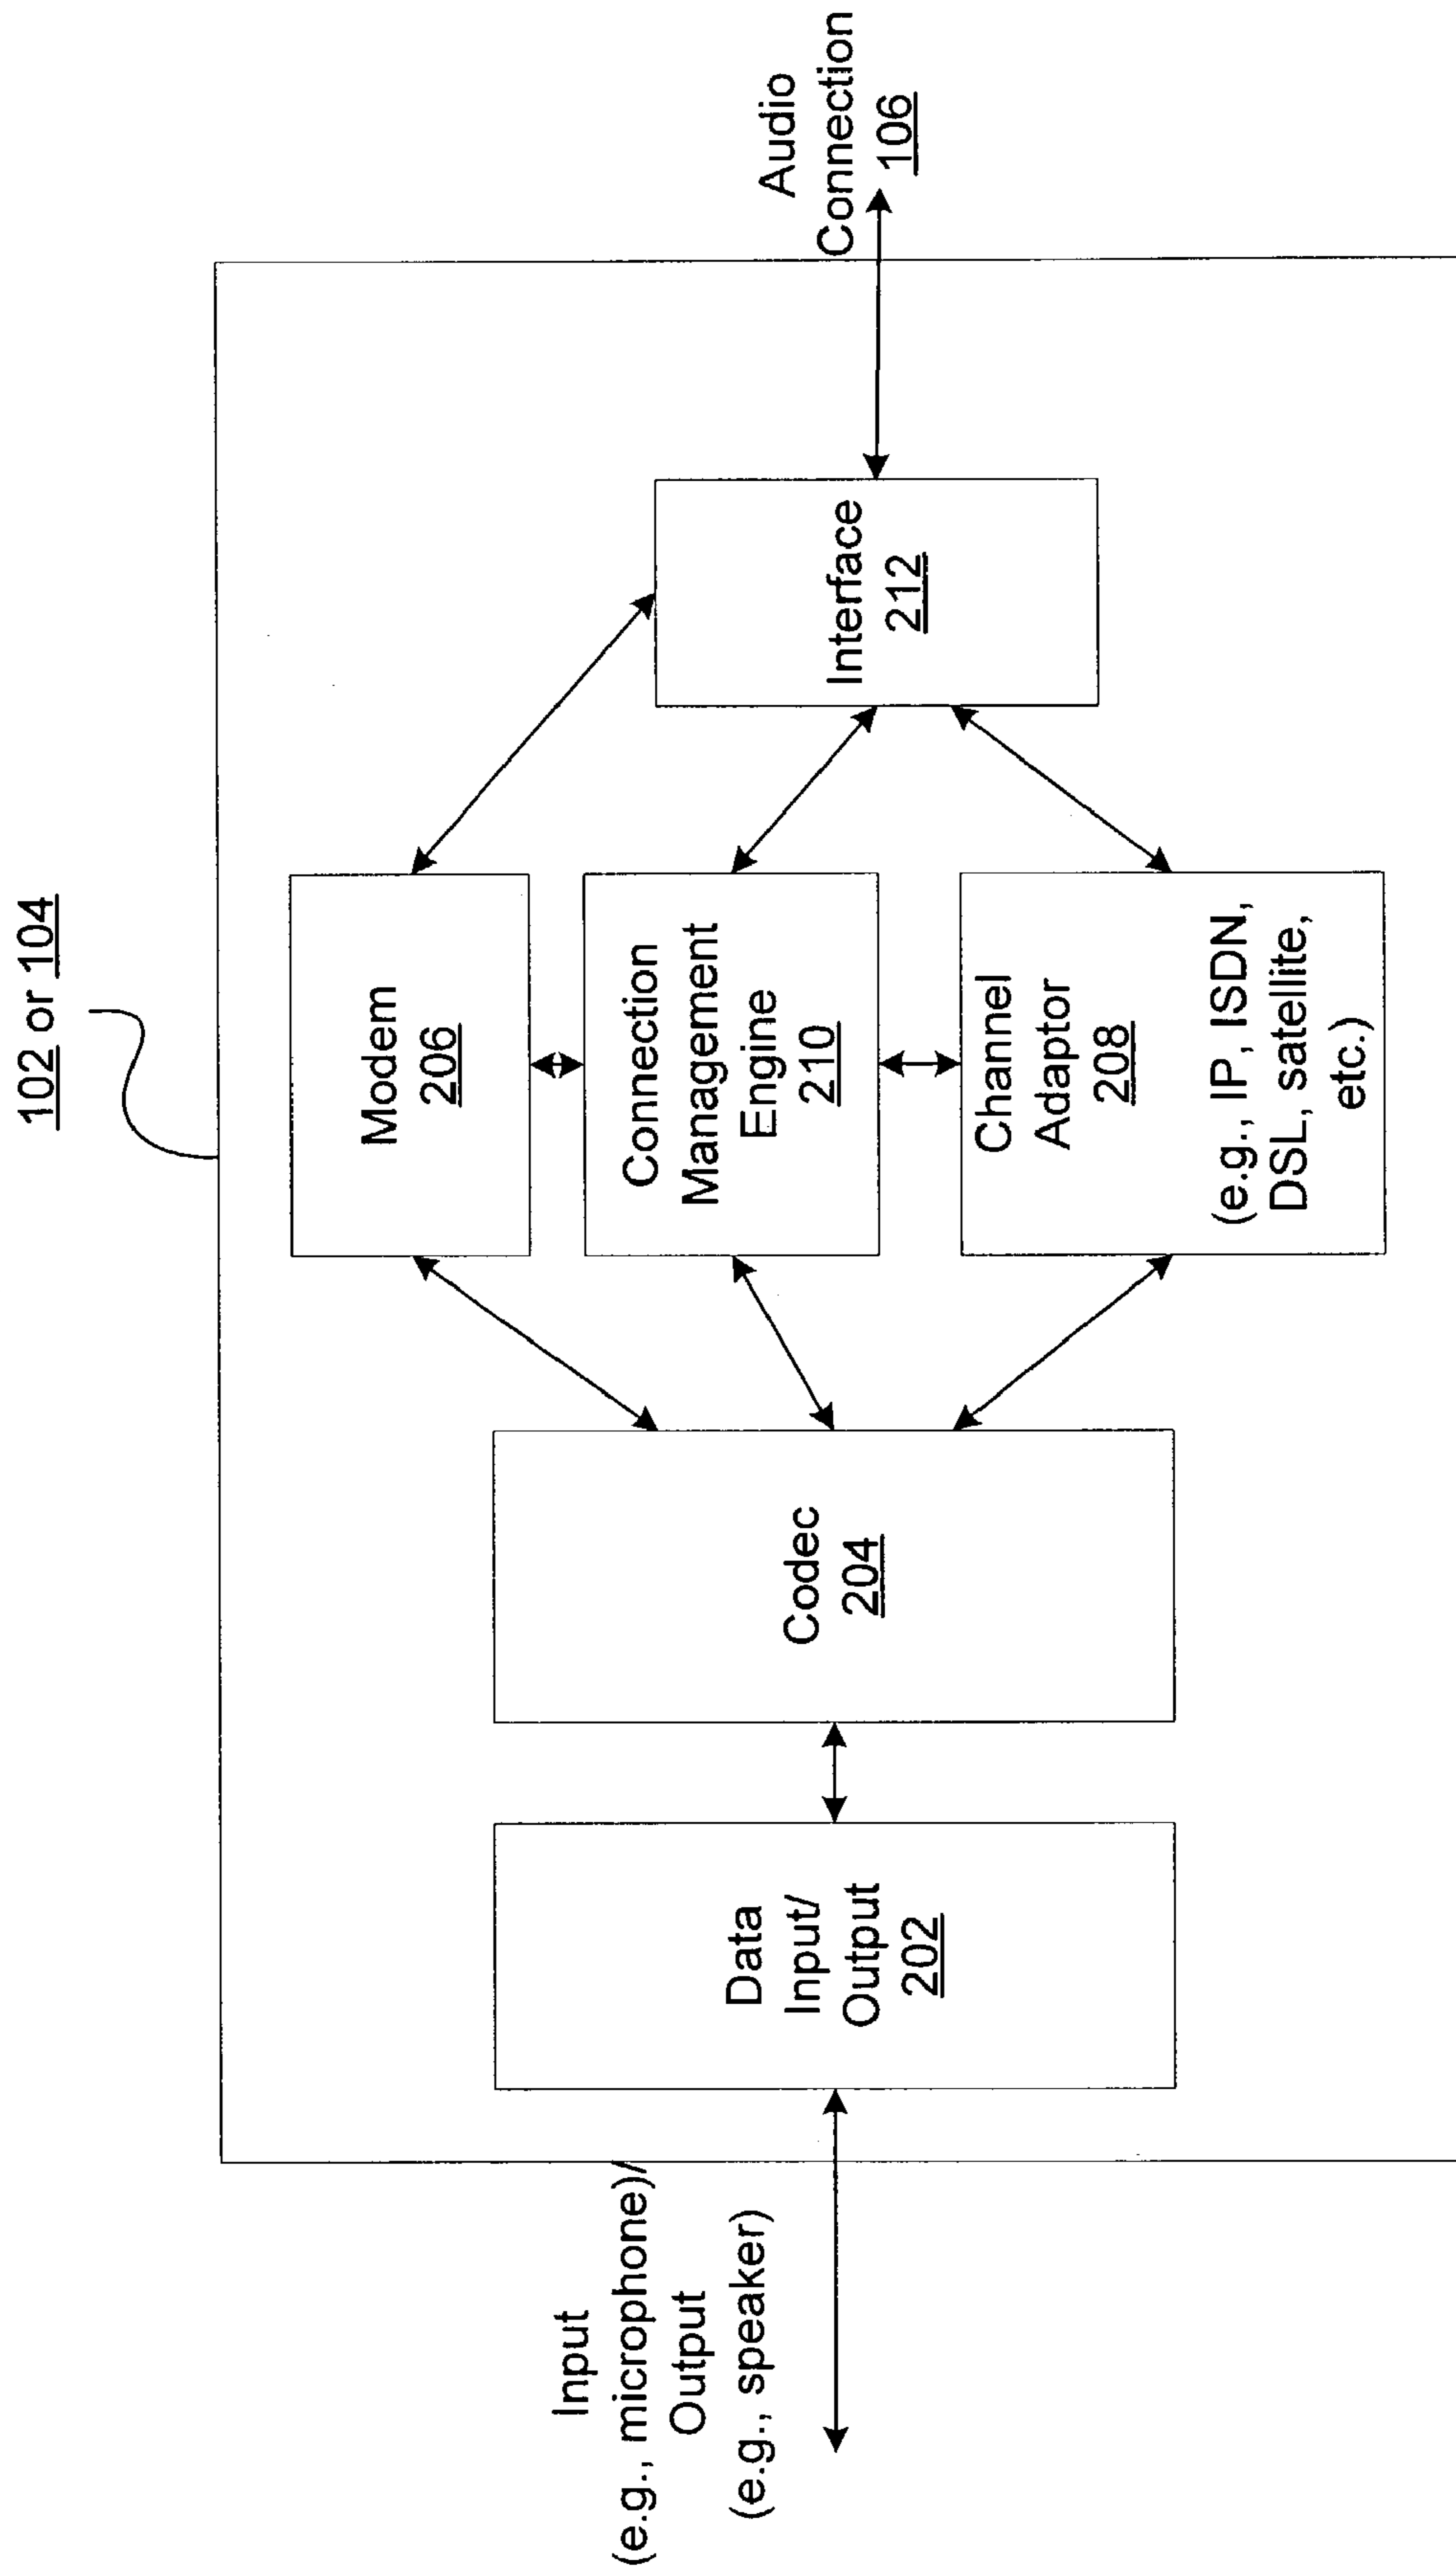 102 or 104
Input
(e.g., microphone)/
Output
(e.g., speaker)
Data
Input/
Output
202
Codec
204
Modem
206
Connection
Management
Engine
210
Channel
Adaptor
208
(e.g., IP, ISDN,
DSL, satellite,
etc.)
Interface
212
Audio
Connection
106